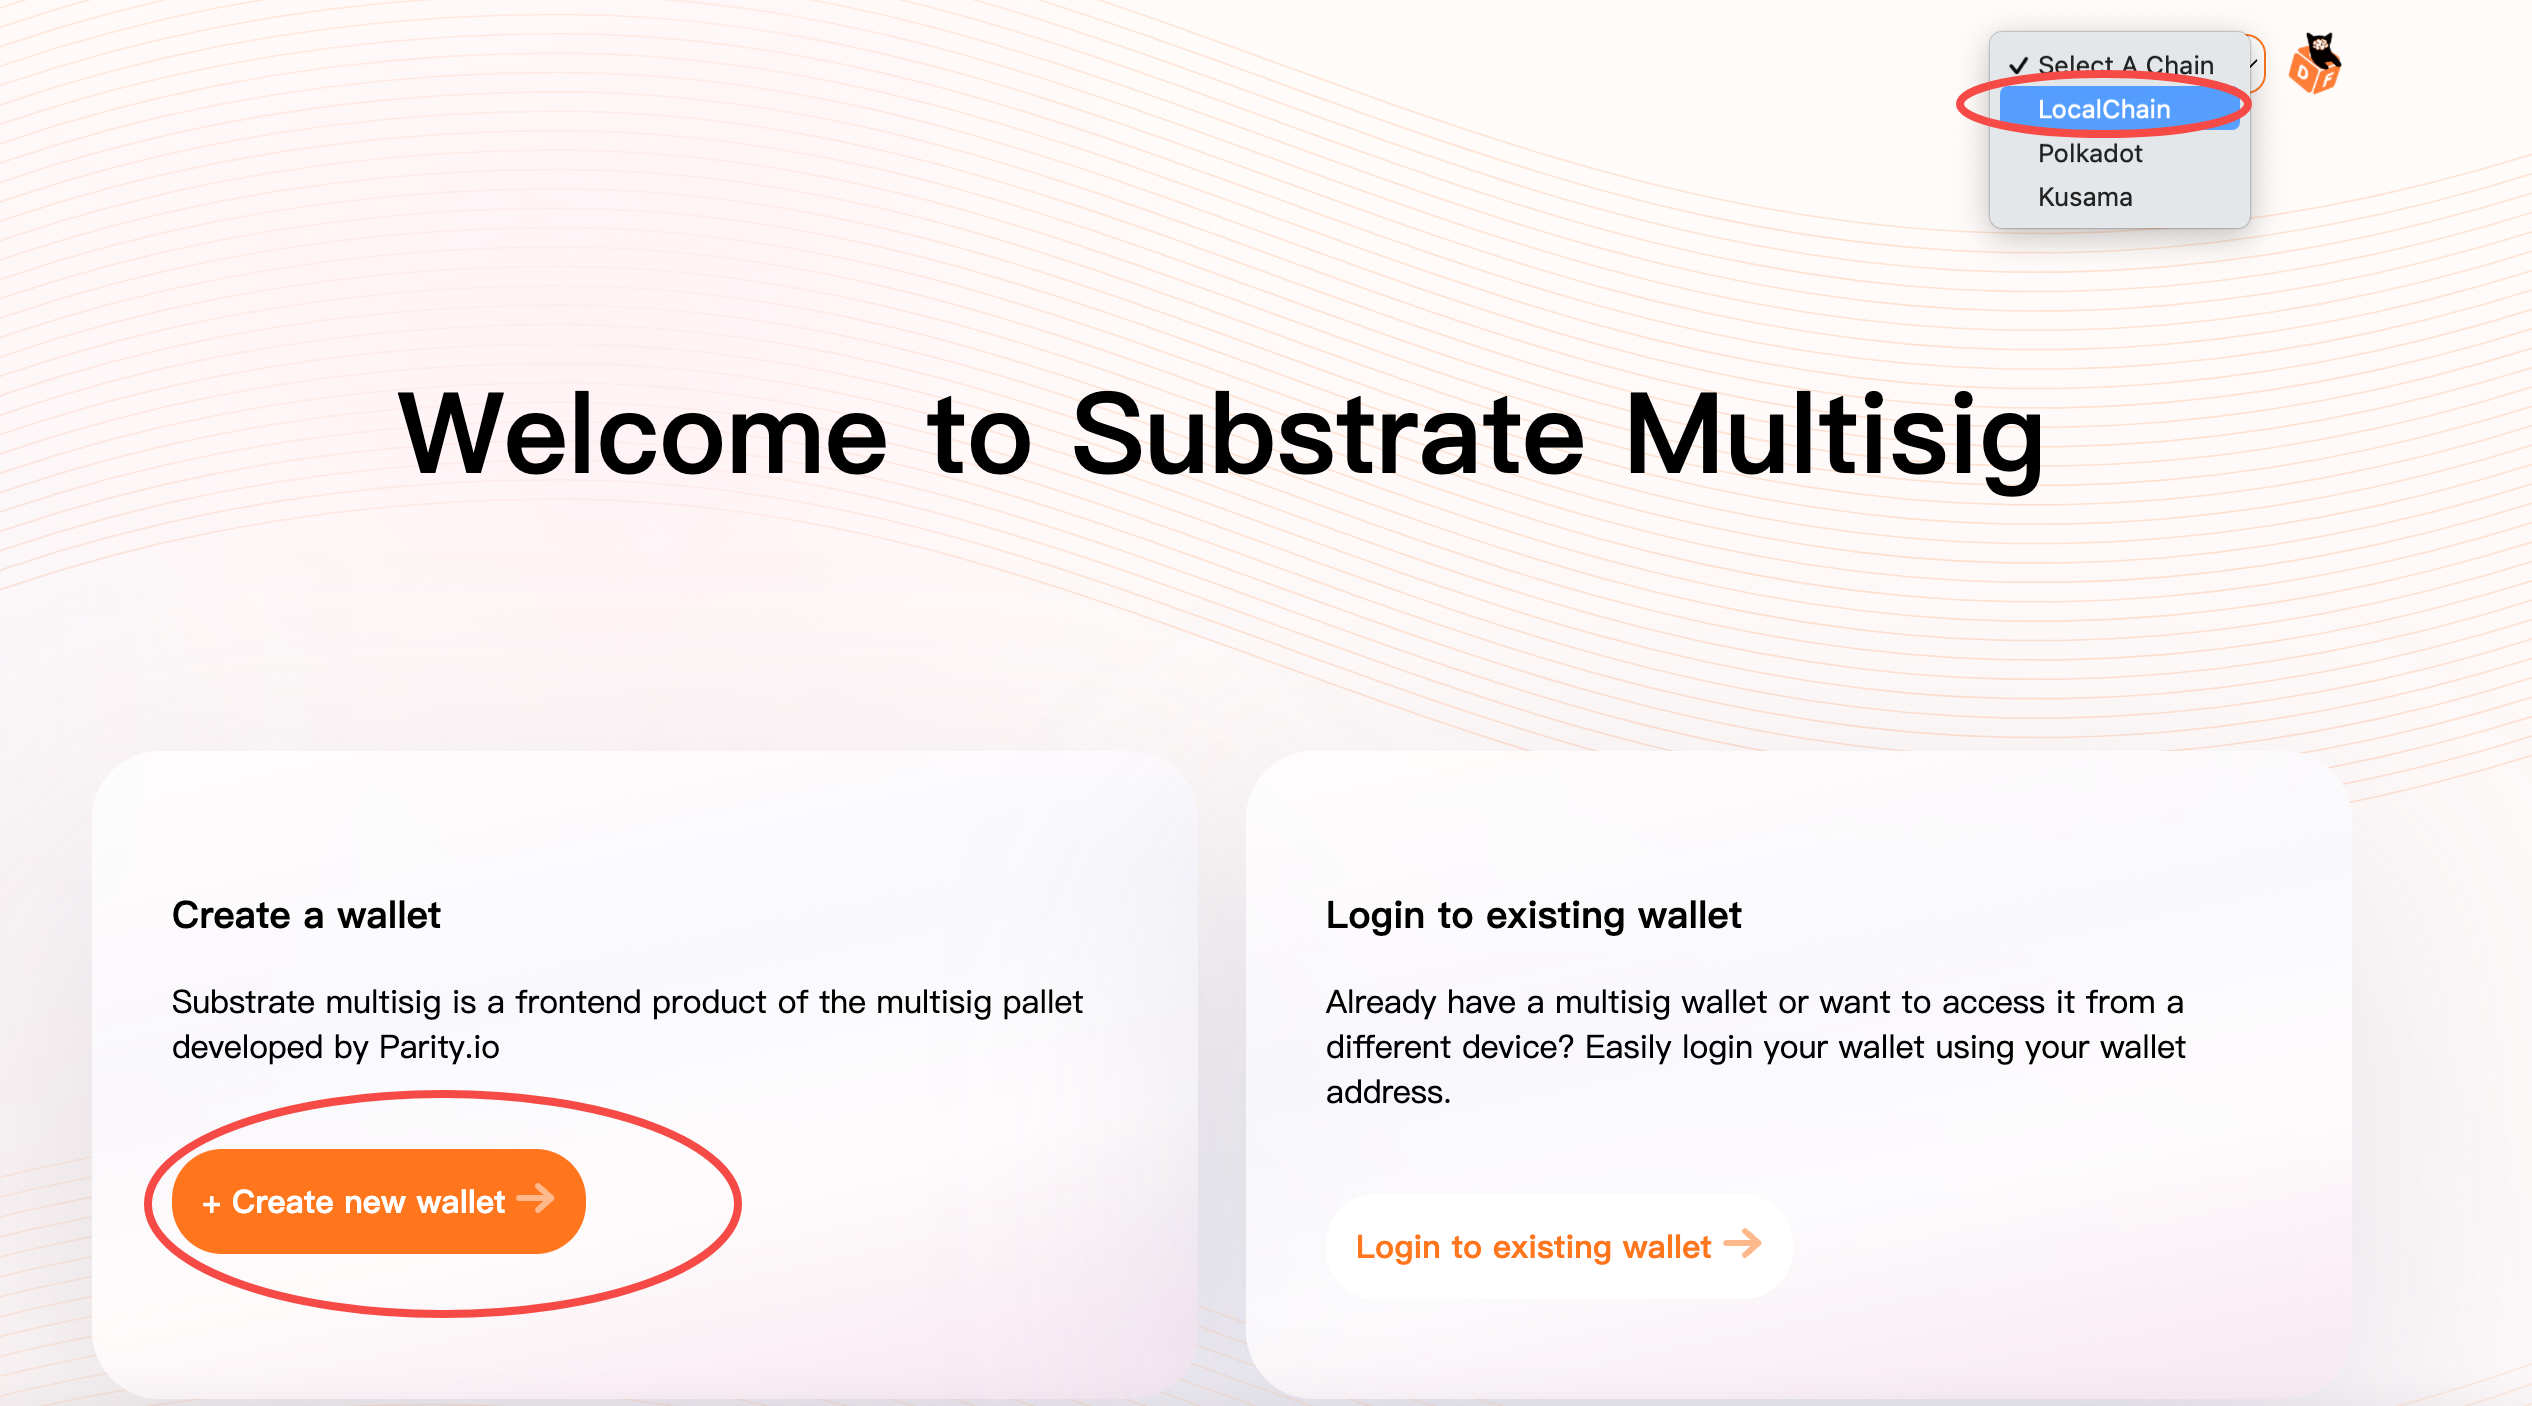 Select A Chain
LocalChain
Polkadot
Kusama
D F
Welcome to Substrate Multisig
Create a wallet
Substrate multisig is a frontend product of the multisig pallet
developed by Parity.io
+ Create new wallet →
Login to existing wallet
Already have a multisig wallet or want to access it from a
different device? Easily login your wallet using your wallet
address.
Login to existing wallet →